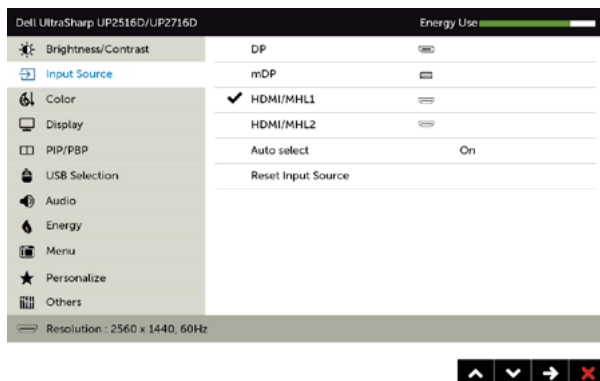 Dell UltraSharp UP2516D/UP2716D Energy Use
Brightness/Contrast DP
Input Source mDP
Color HDMI/MHL1
Display HDMI/MHL2
PIP/PBP Auto select On
USB Selection Reset Input Source
Audio
Energy
Menu
Personalize
Others
Resolution : 2560 x 1440, 60Hz